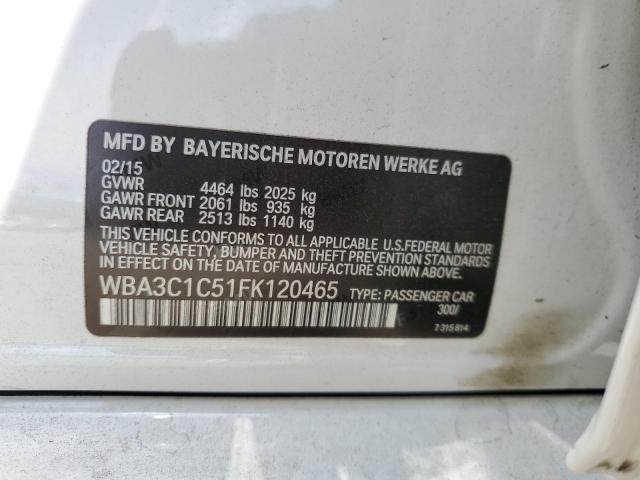 MFD BY BAYERISCHE MOTOREN WERKE AG
02/15
GVWR 4464 lbs 2025 kg
GAWR FRONT 2061 lbs 935 kg
GAWR REAR 2513 lbs 1140 kg
THIS VEHICLE CONFORMS TO ALL APPLICABLE U.S.FEDERAL MOTOR
VEHICLE SAFETY, BUMPER AND THEFT PREVENTION STANDARDS
IN EFFECT ON THE DATE OF MANUFACTURE SHOWN ABOVE.
WBA3C1C51FK120465 TYPE: PASSENGER CAR
300/
7315814